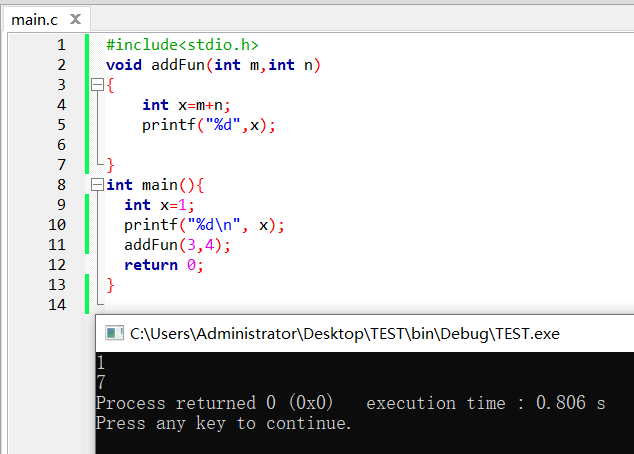 main.c X
1 #include<stdio.h>
2 void addFun(int m,int n)
3 {
4 int x=m+n;
5 printf("%d",x);
6
7 }
8 int main(){
9 int x=1;
10 printf("%d\n", x);
11 addFun(3,4);
12 return 0;
13 }
14
C:\Users\Administrator\Desktop\TEST\bin\Debug\TEST.exe
1
7
Process returned 0 (0x0) execution time : 0.806 s
Press any key to continue.